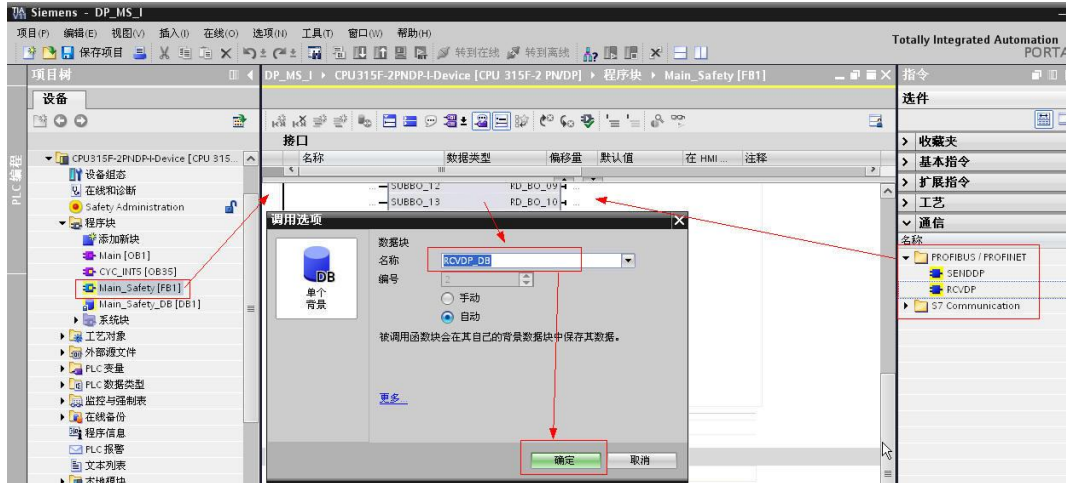 Siemens - DP_MS_I
项目(P) 编辑(E) 视图(V) 插入(I) 在线(O) 选项(N) 工具(T) 窗口(W) 帮助(H)
保存项目 转到在线 转到离线
Totally Integrated Automation
PORTA
项目树
DP_MS_I › CPU315F-2PNDP-I-Device [CPU 315F-2 PN/DP] › 程序块 › Main_Safety [FB1]
指令
设备
选件
PLC 编程
接口
名称 数据类型 偏移量 默认值 在 HMI ... 注释
CPU315F-2PNDP-I-Device [CPU 315...
设备组态
在线和诊断
Safety Administration
程序块
添加新块
Main [OB1]
CYC_INT5 [OB35]
Main_Safety [FB1]
Main_Safety_DB [DB1]
系统块
工艺对象
外部源文件
PLC 变量
PLC 数据类型
监控与强制表
在线备份
程序信息
PLC 报警
文本列表
本地模块
... SUBBO_12 RD_BO_09 ...
... SUBBO_13 RD_BO_10 ...
调用选项
DB
单个
背景
数据块
名称 RCVDP_DB
编号 2
手动
自动
被调用函数块会在其自己的背景数据块中保存其数据。
更多...
确定 取消
收藏夹
基本指令
扩展指令
工艺
通信
名称
PROFIBUS / PROFINET
SENDDP
RCVDP
S7 Communication